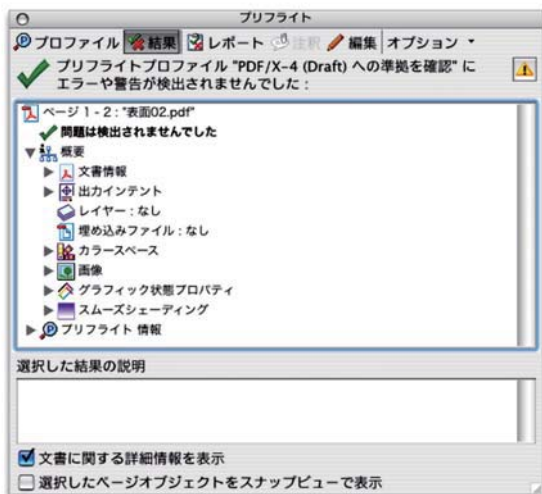 プリフライト
プロファイル 結果 レポート 注釈 編集 オプション
プリフライトプロファイル "PDF/X-4 (Draft) への準拠を確認" に
エラーや警告が検出されませんでした :
ページ 1 - 2 : "表面02.pdf"
問題は検出されませんでした
概要
文書情報
出力インテント
レイヤー : なし
埋め込みファイル : なし
カラースペース
画像
グラフィック状態プロパティ
スムーズシェーディング
プリフライト 情報
選択した結果の説明
文書に関する詳細情報を表示
選択したページオブジェクトをスナップビューで表示